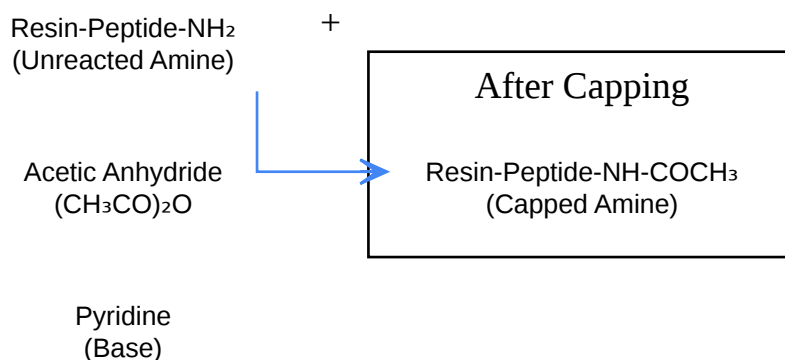 Resin-Peptide-NH₂
(Unreacted Amine)
+
After Capping
Acetic Anhydride
(CH₃CO)₂O
Resin-Peptide-NH-COCH₃
(Capped Amine)
Pyridine
(Base)